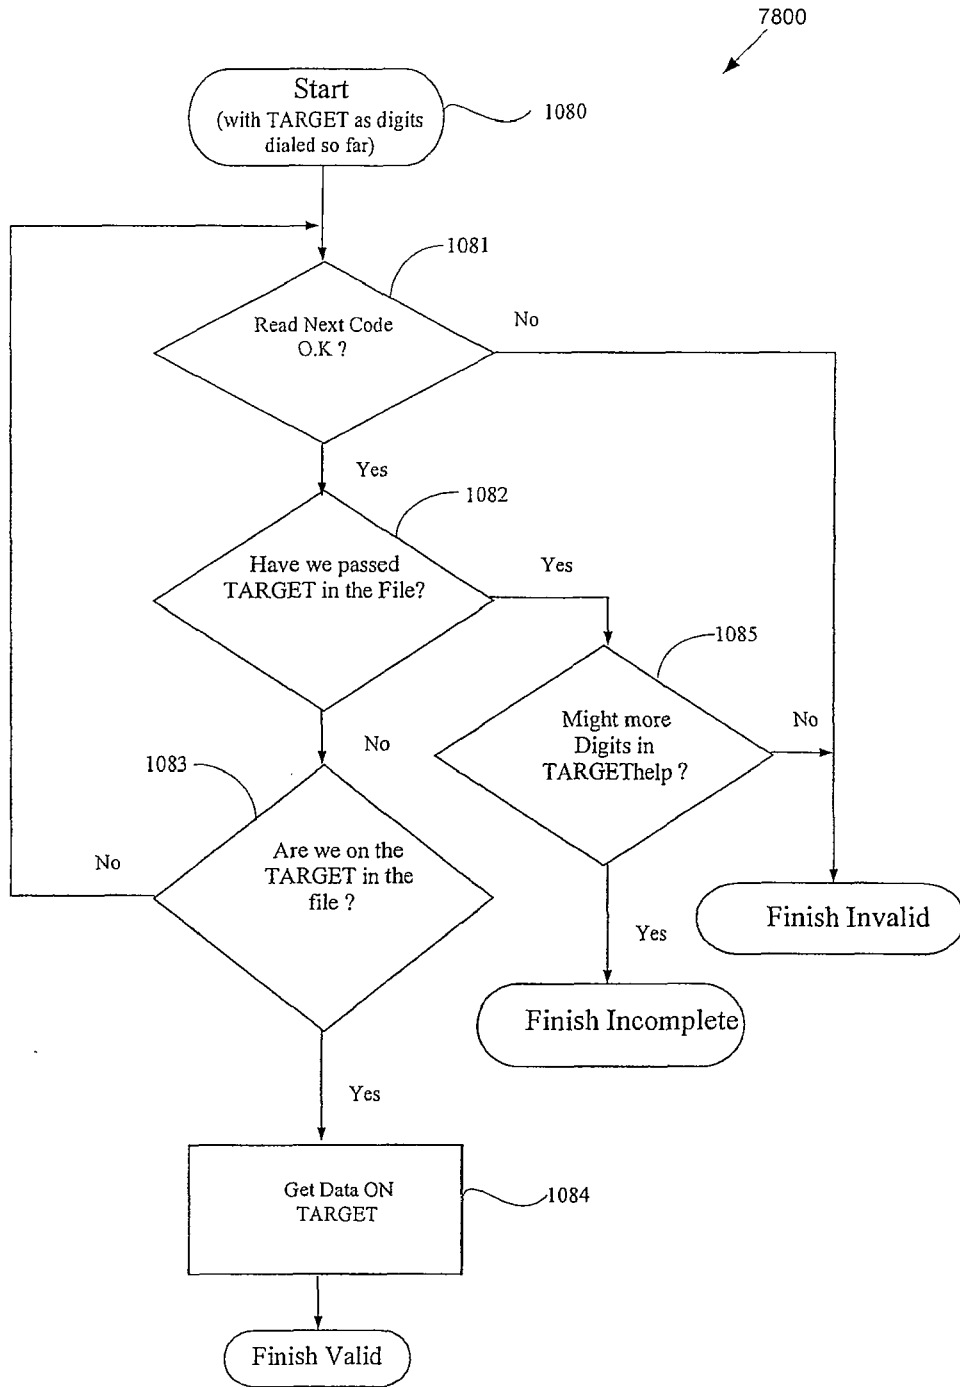 7800
Start
(with TARGET as digits
dialed so far)
1080
1081
Read Next Code
O.K ?
No
Yes
1082
Have we passed
TARGET in the File?
Yes
1085
Might more
Digits in
TARGEThelp ?
No
No
1083
Are we on the
TARGET in the
file ?
No
Finish Invalid
Yes
Finish Incomplete
Yes
Get Data ON
TARGET
1084
Finish Valid